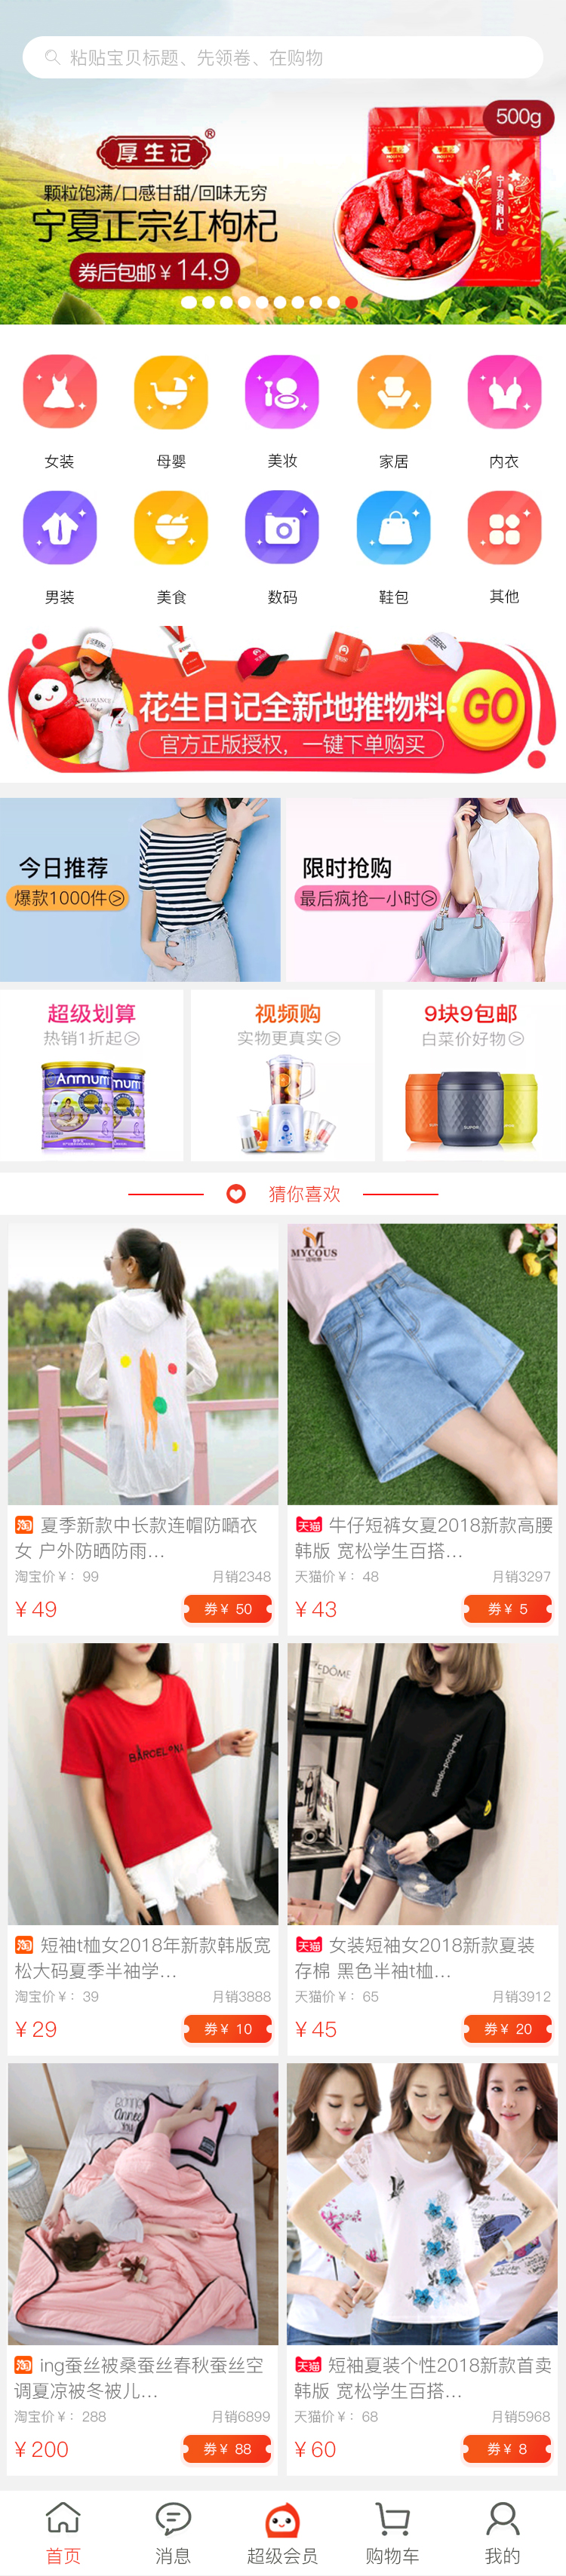 粘贴宝贝标题、先领卷、在购物
500g
厚生记®
颗粒饱满/口感甘甜/回味无穷
宁夏正宗红枸杞
宁夏枸杞
券后包邮¥14.9
女装
母婴
美妆
家居
内衣
男装
美食
数码
鞋包
其他
花生日记全新地推物料
GO
官方正版授权，一键下单购买
今日推荐
爆款1000件
限时抢购
最后疯抢一小时
超级划算
热销1折起
视频购
实物更真实
9块9包邮
白菜价好物
Anmum
SUPOR
猜你喜欢
MYCOUS
淘 夏季新款中长款连帽防嗮衣
女 户外防晒防雨...
淘宝价¥：99
月销2348
¥49
券¥ 50
天猫 牛仔短裤女夏2018新款高腰
韩版 宽松学生百搭...
天猫价¥：48
月销3297
¥43
券¥ 5
BARCELONA
The-hood-opening
淘 短袖t桖女2018年新款韩版宽
松大码夏季半袖学...
淘宝价¥：39
月销3888
¥29
券¥ 10
天猫 女装短袖女2018新款夏装
存棉 黑色半袖t桖...
天猫价¥：65
月销3912
¥45
券¥ 20
淘 ing蚕丝被桑蚕丝春秋蚕丝空
调夏凉被冬被儿...
淘宝价¥：288
月销6899
¥200
券¥ 88
天猫 短袖夏装个性2018新款首卖
韩版 宽松学生百搭...
天猫价¥：68
月销5968
¥60
券¥ 8
首页
消息
超级会员
购物车
我的